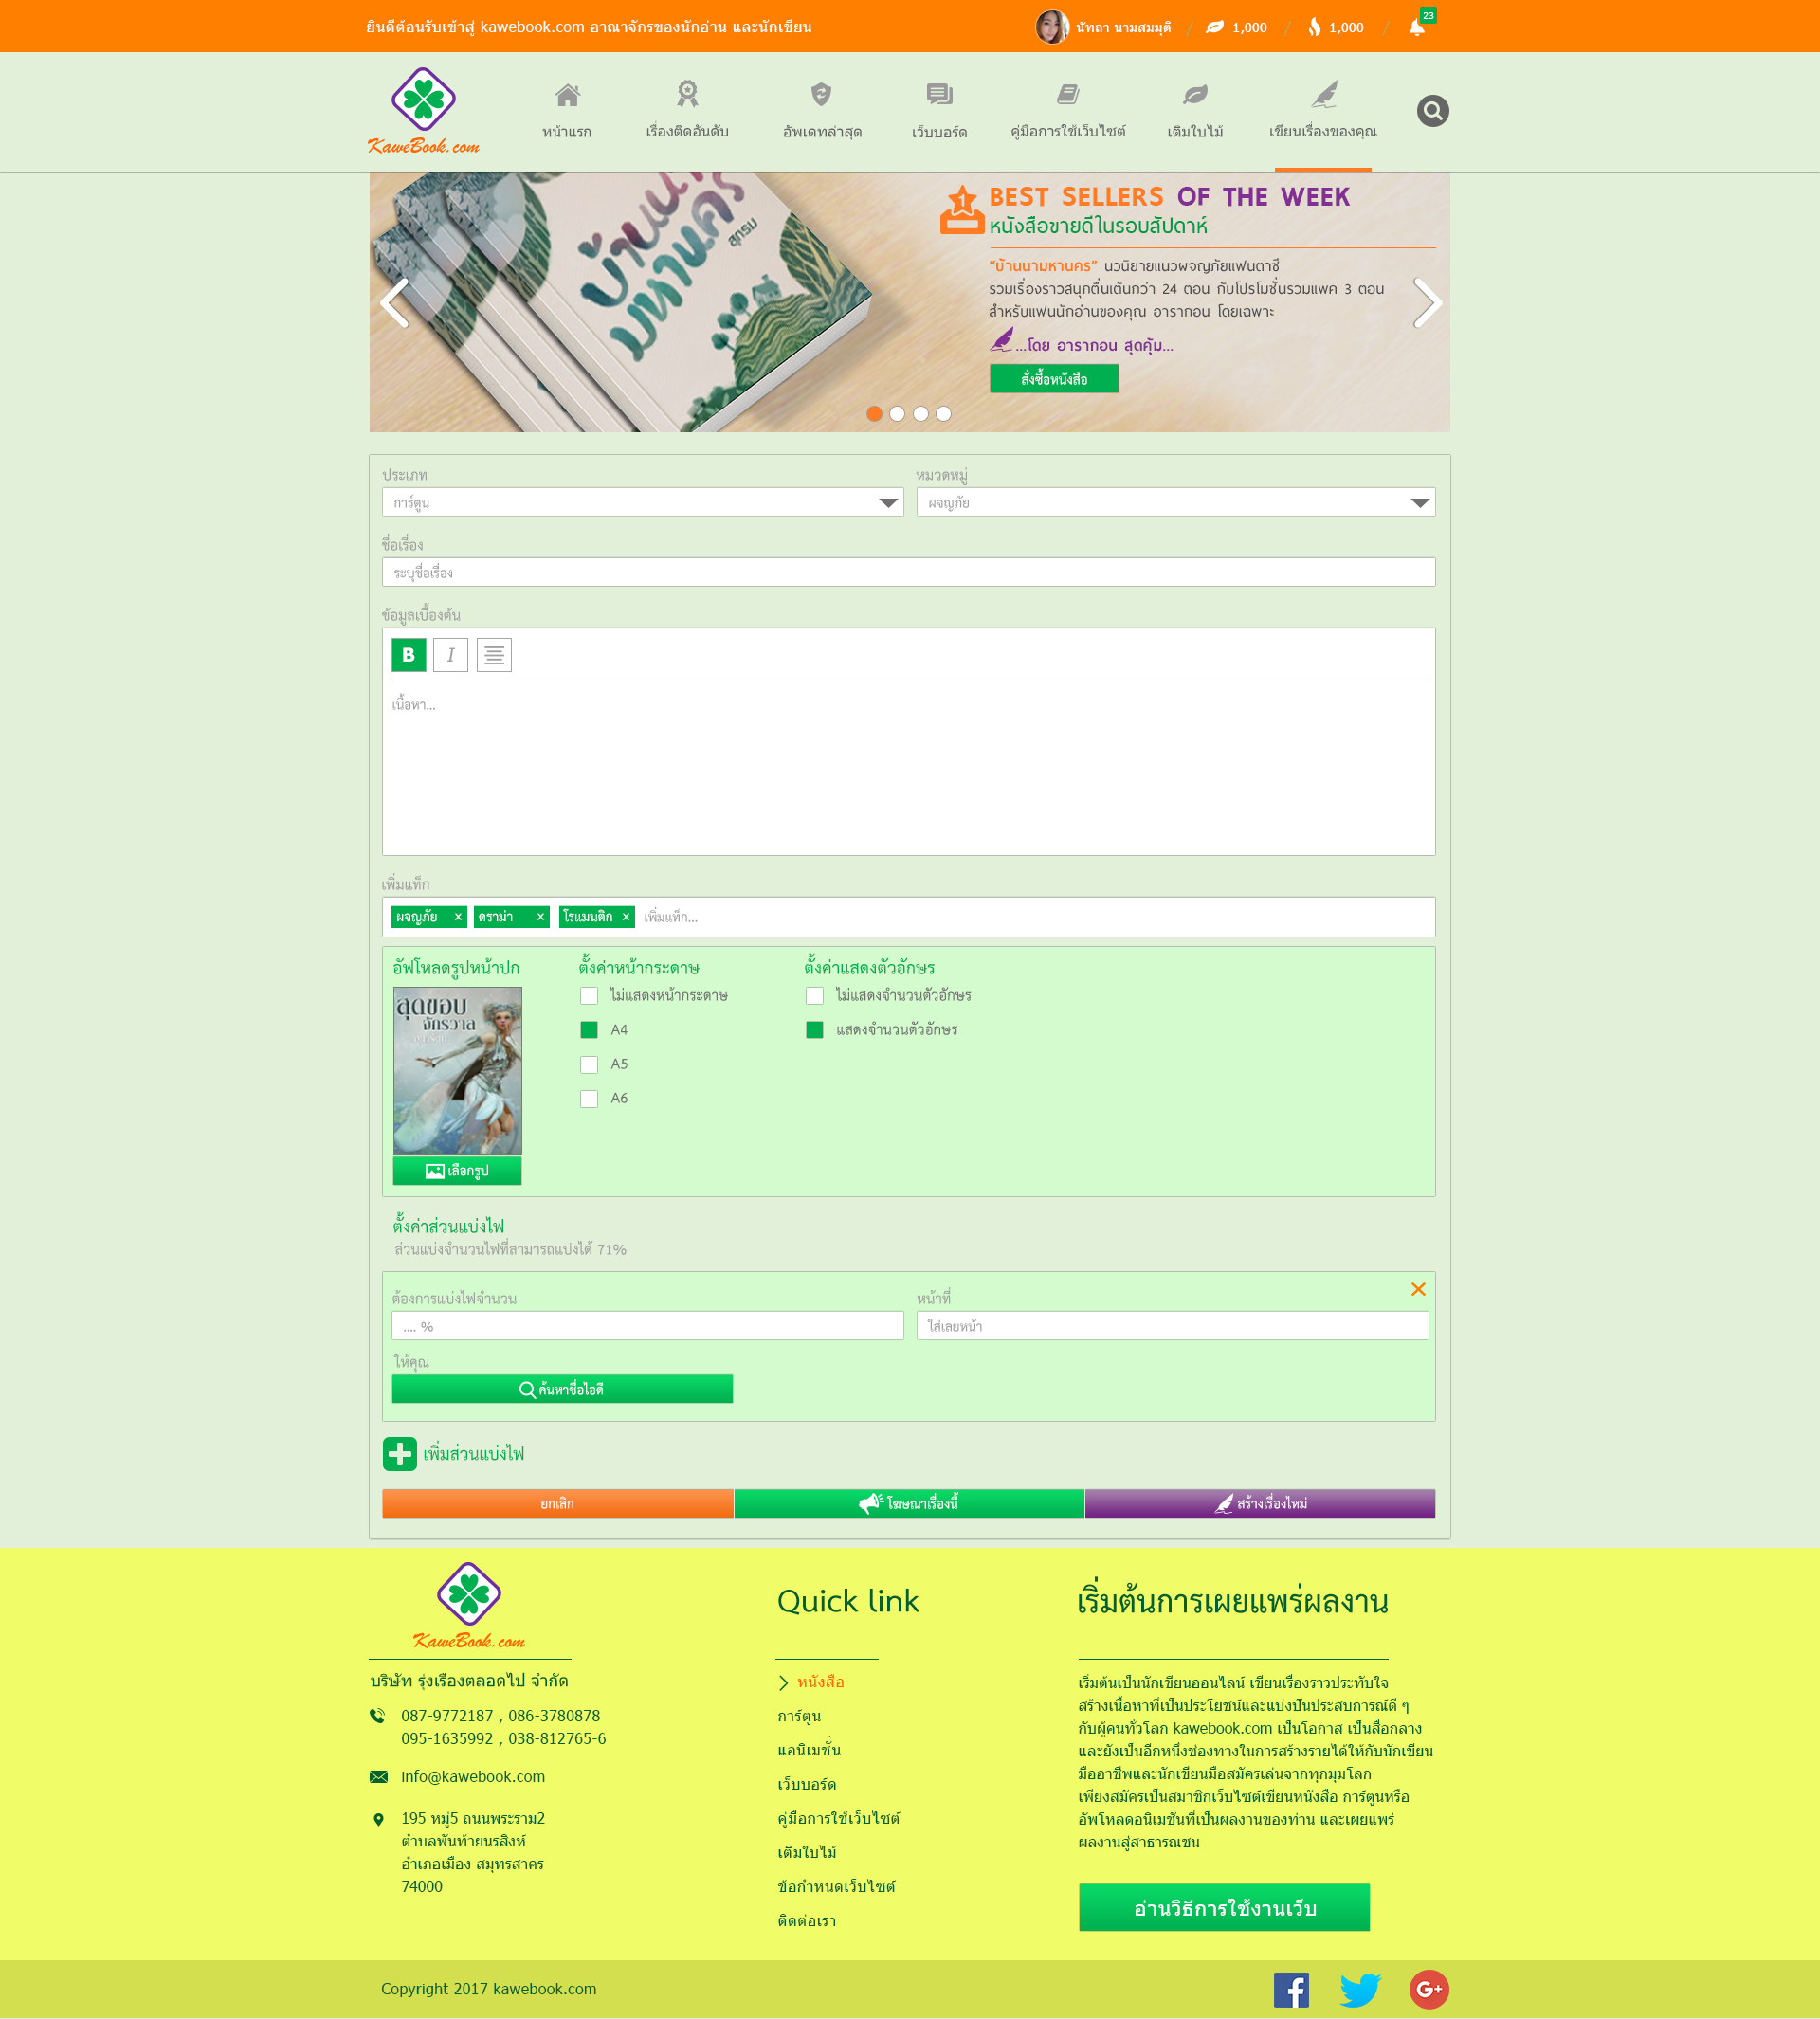 ยินดีต้อนรับเข้าสู่ kawebook.com อาณาจักรของนักอ่าน และนักเขียน
นัทถา นามสมมุติ / 1,000 / 1,000 / 23
KaweBook.com
หน้าแรก
เรื่องติดอันดับ
อัพเดทล่าสุด
เว็บบอร์ด
คู่มือการใช้เว็บไซต์
เติมใบไม้
เขียนเรื่องของคุณ
บ้านนา
มหานคร
สุกรม
1
BEST SELLERS OF THE WEEK
หนังสือขายดีในรอบสัปดาห์
“บ้านนามหานคร” นวนิยายแนวผจญภัยแฟนตาซี
รวมเรื่องราวสนุกตื่นเต้นกว่า 24 ตอน กับโปรโมชั่นรวมแพค 3 ตอน
สำหรับแฟนนักอ่านของคุณ อารากอน โดยเฉพาะ
...โดย อารากอน สุดคุ้ม...
สั่งซื้อหนังสือ
ประเภท
หมวดหมู่
การ์ตูน
ผจญภัย
ชื่อเรื่อง
ระบุชื่อเรื่อง
ข้อมูลเบื้องต้น
B I
เนื้อหา...
เพิ่มแท็ก
ผจญภัย × ดราม่า × โรแมนติก × เพิ่มแท็ก...
อัฟโหลดรูปหน้าปก
สุดขอบ
จักรวาล
เลือกรูป
ตั้งค่าหน้ากระดาษ
ไม่แสดงหน้ากระดาษ
A4
A5
A6
ตั้งค่าแสดงตัวอักษร
ไม่แสดงจำนวนตัวอักษร
แสดงจำนวนตัวอักษร
ตั้งค่าส่วนแบ่งไฟ
ส่วนแบ่งจำนวนไฟที่สามารถแบ่งได้ 71%
ต้องการแบ่งไฟจำนวน
หน้าที่
.... %
ใส่เลยหน้า
ให้คุณ
ค้นหาชื่อไอดี
เพิ่มส่วนแบ่งไฟ
ยกเลิก
โฆษณาเรื่องนี้
สร้างเรื่องใหม่
KaweBook.com
บริษัท รุ่งเรืองตลอดไป จำกัด
087-9772187 , 086-3780878
095-1635992 , 038-812765-6
info@kawebook.com
195 หมู่5 ถนนพระราม2
ตำบลพันท้ายนรสิงห์
อำเภอเมือง สมุทรสาคร
74000
Quick link
หนังสือ
การ์ตูน
แอนิเมชั่น
เว็บบอร์ด
คู่มือการใช้เว็บไซต์
เติมใบไม้
ข้อกำหนดเว็บไซต์
ติดต่อเรา
เริ่มต้นการเผยแพร่ผลงาน
เริ่มต้นเป็นนักเขียนออนไลน์ เขียนเรื่องราวประทับใจ
สร้างเนื้อหาที่เป็นประโยชน์และแบ่งปันประสบการณ์ดี ๆ
กับผู้คนทั่วโลก kawebook.com เป็นโอกาส เป็นสื่อกลาง
และยังเป็นอีกหนึ่งช่องทางในการสร้างรายได้ให้กับนักเขียน
มืออาชีพและนักเขียนมือสมัครเล่นจากทุกมุมโลก
เพียงสมัครเป็นสมาชิกเว็บไซต์เขียนหนังสือ การ์ตูนหรือ
อัพโหลดอนิเมชั่นที่เป็นผลงานของท่าน และเผยแพร่
ผลงานสู่สาธารณชน
อ่านวิธีการใช้งานเว็บ
Copyright 2017 kawebook.com
f G+